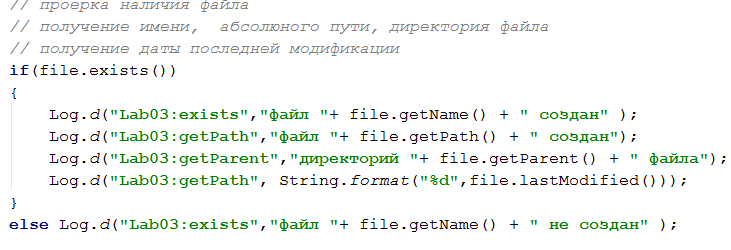 // проерка наличия файла
// получение имени,  абсолюного пути, директория файла
// получение даты последней модификации
if(file.exists())
{
    Log.d("Lab03:exists","файл "+ file.getName() + " создан" );
    Log.d("Lab03:getPath","файл "+ file.getPath() + " создан");
    Log.d("Lab03:getParent","директорий "+ file.getParent() + " файла");
    Log.d("Lab03:getPath", String.format("%d",file.lastModified()));
}
else Log.d("Lab03:exists","файл "+ file.getName() + " не создан" );